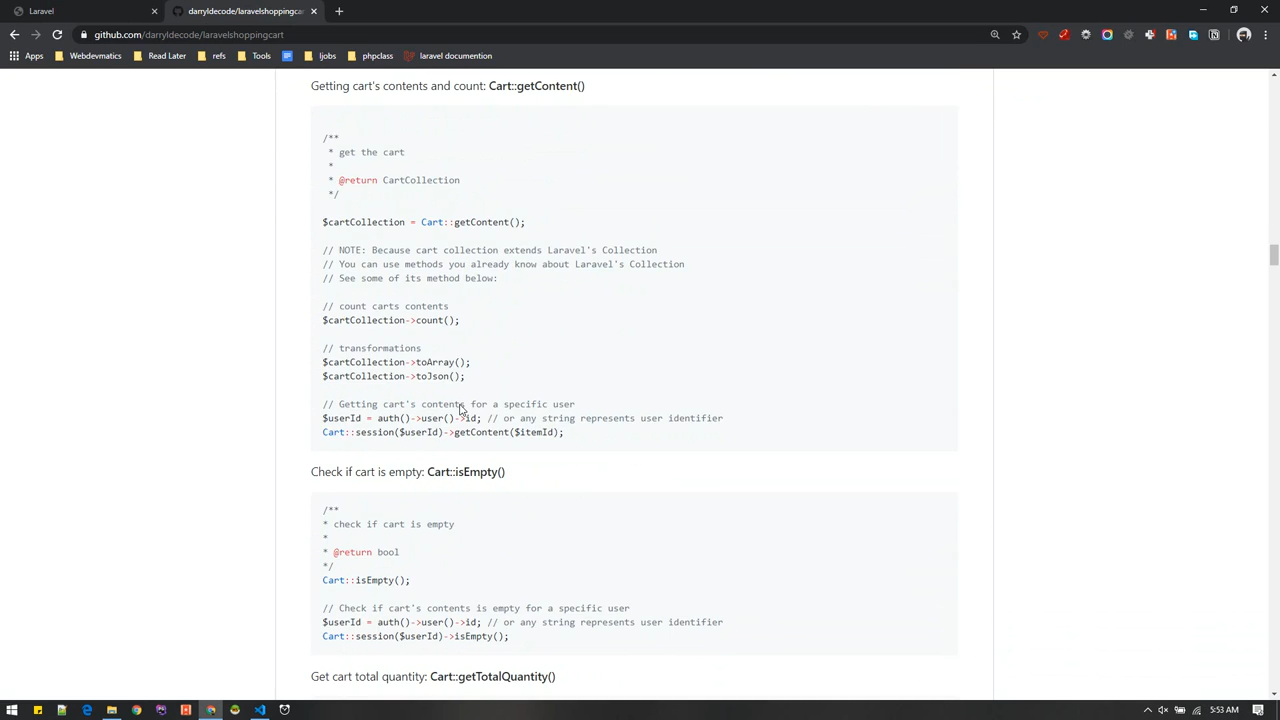 Laravel
darryldecode/laravelshoppingca
github.com/darryldecode/laravelshoppingcart
Apps
Webdevmatics
Read Later
refs
Tools
ljobs
phpclass
laravel documention
Getting cart's contents and count: Cart::getContent()
/**
* get the cart
*
* @return CartCollection
*/
$cartCollection = Cart::getContent();
// NOTE: Because cart collection extends Laravel's Collection
// You can use methods you already know about Laravel's Collection
// See some of its method below:
// count carts contents
$cartCollection->count();
// transformations
$cartCollection->toArray();
$cartCollection->toJson();
// Getting cart's contents for a specific user
$userId = auth()->user()->id; // or any string represents user identifier
Cart::session($userId)->getContent($itemId);
Check if cart is empty: Cart::isEmpty()
/**
* check if cart is empty
*
* @return bool
*/
Cart::isEmpty();
// Check if cart's contents is empty for a specific user
$userId = auth()->user()->id; // or any string represents user identifier
Cart::session($userId)->isEmpty();
Get cart total quantity: Cart::getTotalQuantity()
5:53 AM